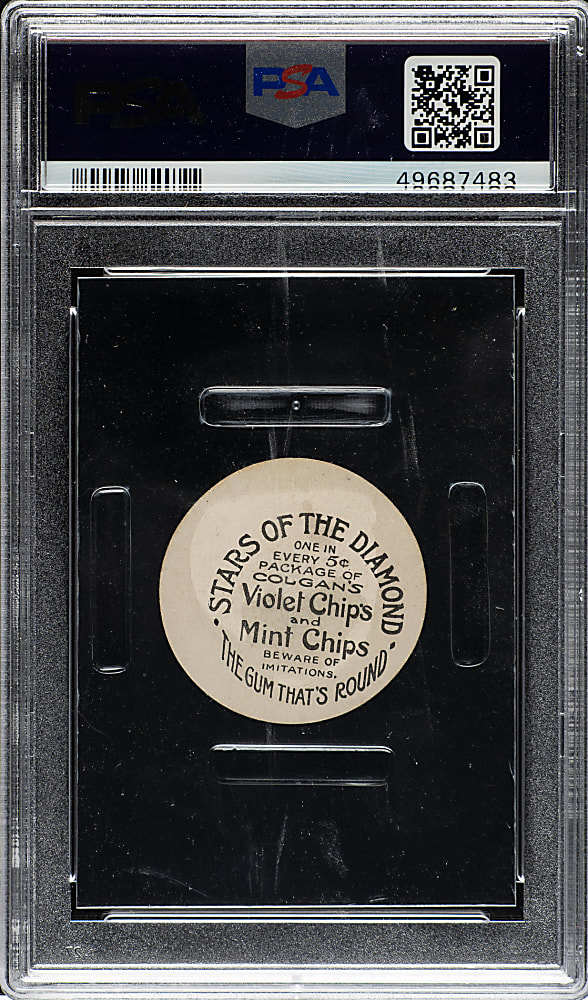 PSA
PSA
49687483
STARS OF THE DIAMOND
ONE IN
EVERY 5¢
PACKAGE OF
COLGAN'S
Violet Chips
and
Mint Chips
BEWARE OF
IMITATIONS.
THE GUM THAT'S ROUND